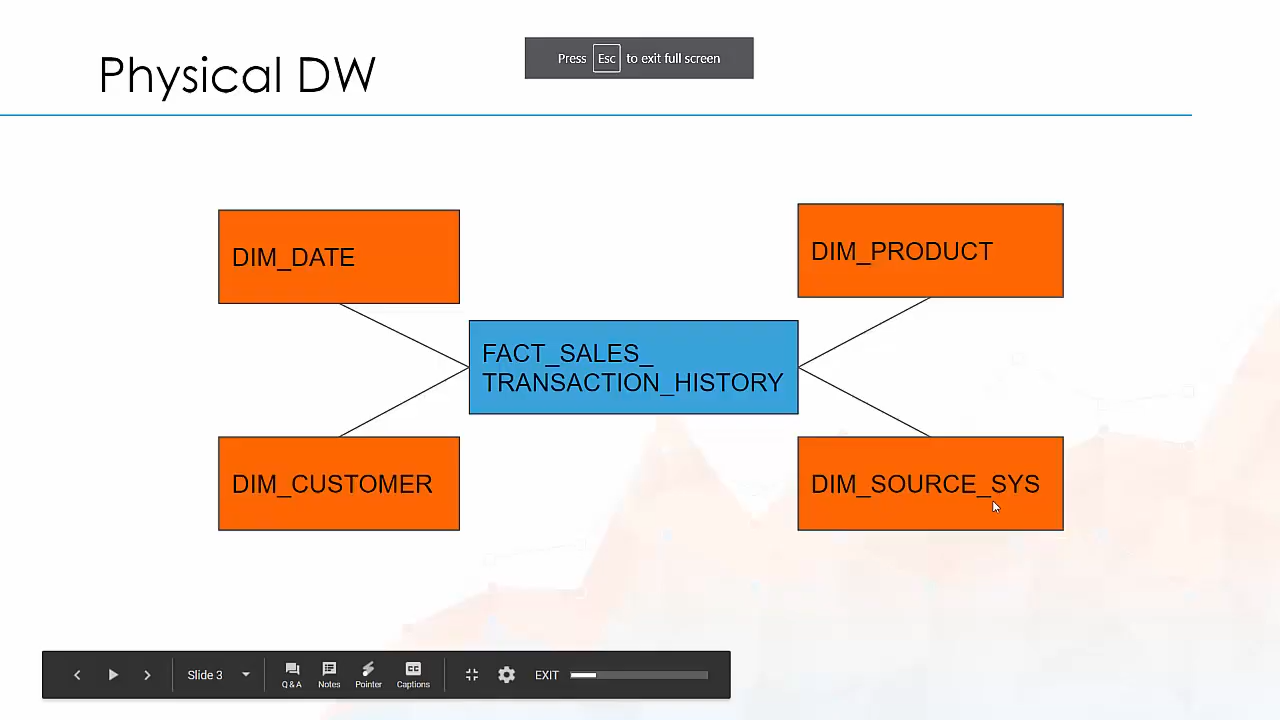 Physical DW
Press Esc to exit full screen
DIM_DATE
DIM_PRODUCT
FACT_SALES_
TRANSACTION_HISTORY
DIM_CUSTOMER
DIM_SOURCE_SYS
Slide 3
Q & A
Notes
Pointer
CC
Captions
EXIT